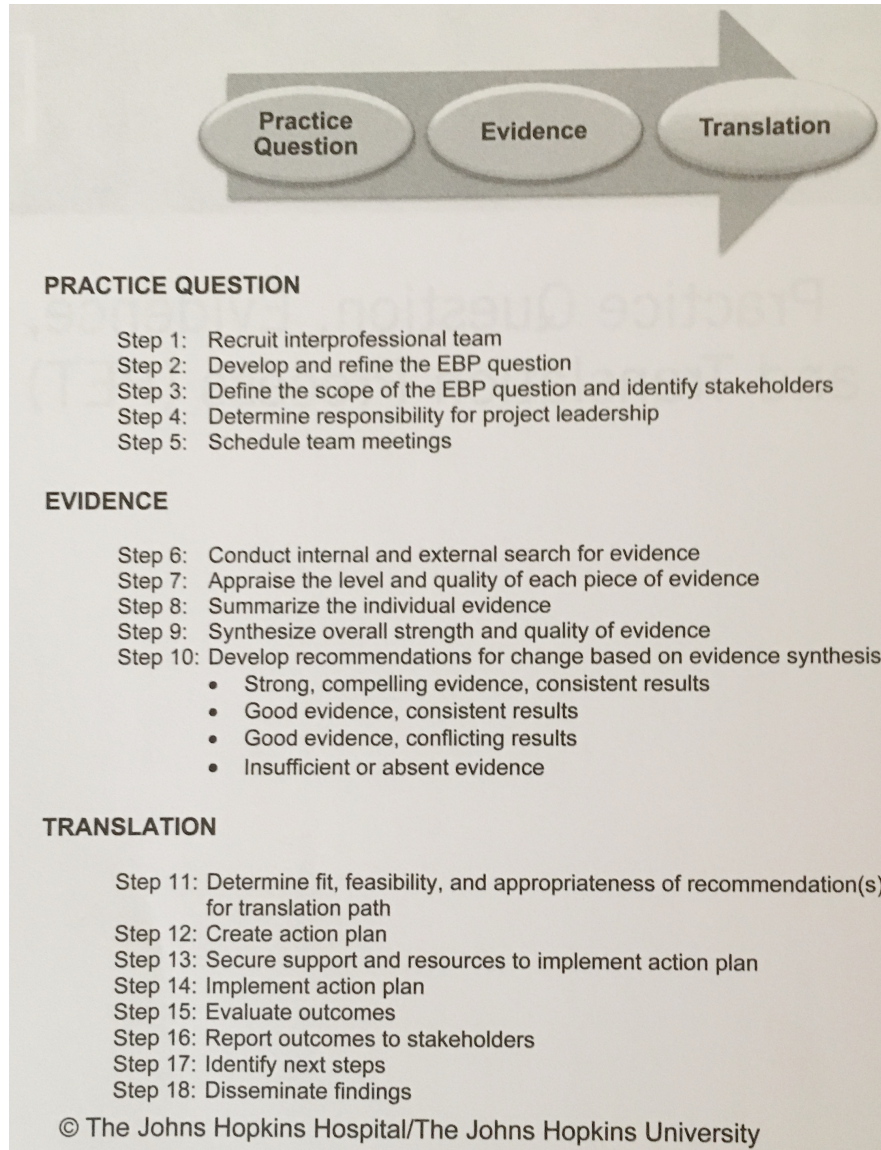 Practice
Question
Evidence
Translation
PRACTICE QUESTION
Step 1: Recruit interprofessional team
Step 2: Develop and refine the EBP question
Step 3: Define the scope of the EBP question and identify stakeholders
Step 4: Determine responsibility for project leadership
Step 5: Schedule team meetings
EVIDENCE
Step 6: Conduct internal and external search for evidence
Step 7: Appraise the level and quality of each piece of evidence
Step 8: Summarize the individual evidence
Step 9: Synthesize overall strength and quality of evidence
Step 10: Develop recommendations for change based on evidence synthesis
• Strong, compelling evidence, consistent results
• Good evidence, consistent results
• Good evidence, conflicting results
• Insufficient or absent evidence
TRANSLATION
Step 11: Determine fit, feasibility, and appropriateness of recommendation(s)
for translation path
Step 12: Create action plan
Step 13: Secure support and resources to implement action plan
Step 14: Implement action plan
Step 15: Evaluate outcomes
Step 16: Report outcomes to stakeholders
Step 17: Identify next steps
Step 18: Disseminate findings
© The Johns Hopkins Hospital/The Johns Hopkins University